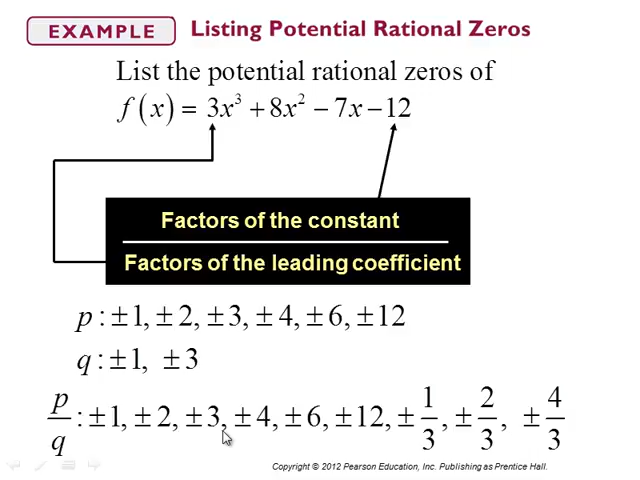 EXAMPLE Listing Potential Rational Zeros
List the potential rational zeros of
f(x) = 3x³ + 8x² − 7x − 12
Factors of the constant
Factors of the leading coefficient
p : ±1, ±2, ±3, ±4, ±6, ±12
q : ±1, ±3
p/q : ±1, ±2, ±3, ±4, ±6, ±12, ±1/3, ±2/3, ±4/3
Copyright © 2012 Pearson Education, Inc. Publishing as Prentice Hall.